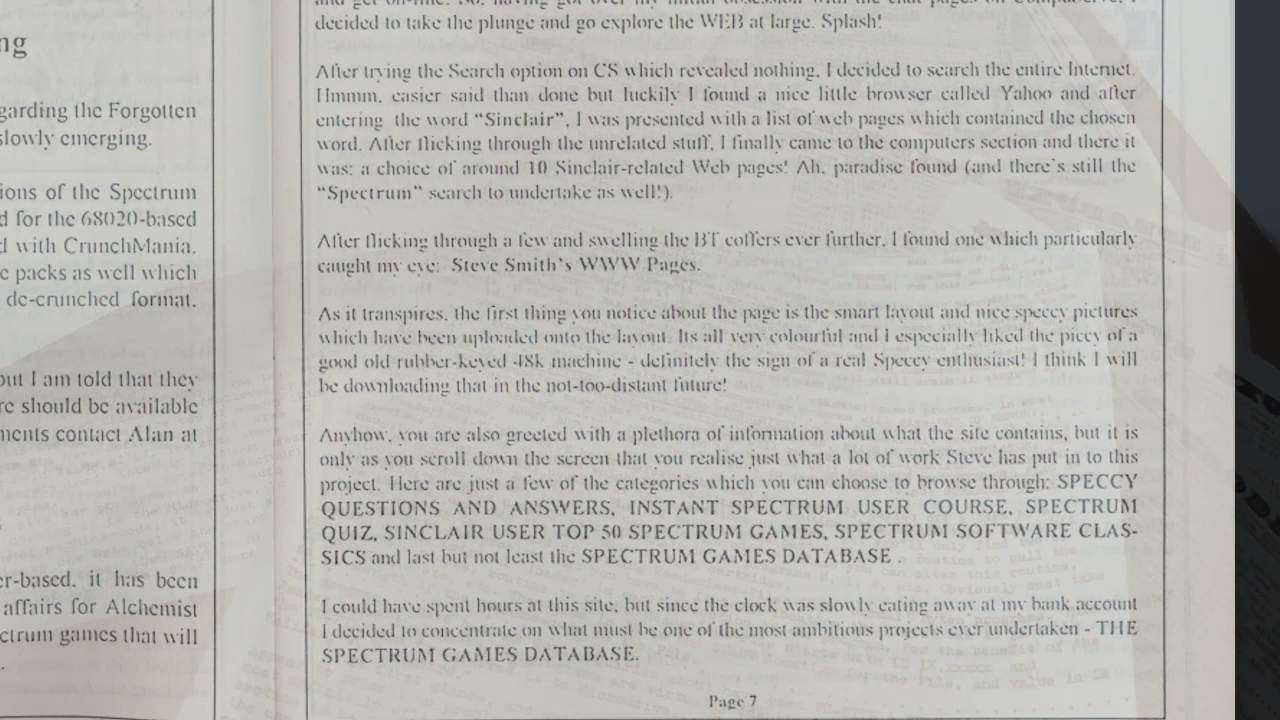 ng
garding the Forgotten
slowly emerging.
ions of the Spectrum
d for the 68020-based
d with CrunchMania.
e packs as well which
de-crunched format.
out I am told that they
re should be available
ments contact Alan at
er-based, it has been
affairs for Alchemist
ctrum games that will
decided to take the plunge and go explore the WEB at large. Splash!
After trying the Search option on CS which revealed nothing, I decided to search the entire Internet.
Hmmm, easier said than done but luckily I found a nice little browser called Yahoo and after
entering the word “Sinclair”, I was presented with a list of web pages which contained the chosen
word. After flicking through the unrelated stuff, I finally came to the computers section and there it
was: a choice of around 10 Sinclair-related Web pages! Ah, paradise found (and there's still the
“Spectrum” search to undertake as well!).
After flicking through a few and swelling the BT coffers ever further, I found one which particularly
caught my eye: Steve Smith's WWW Pages.
As it transpires, the first thing you notice about the page is the smart layout and nice speccy pictures
which have been uploaded onto the layout. Its all very colourful and I especially liked the piccy of a
good old rubber-keyed 48k machine - definitely the sign of a real Speccy enthusiast! I think I will
be downloading that in the not-too-distant future!
Anyhow, you are also greeted with a plethora of information about what the site contains, but it is
only as you scroll down the screen that you realise just what a lot of work Steve has put in to this
project. Here are just a few of the categories which you can choose to browse through: SPECCY
QUESTIONS AND ANSWERS, INSTANT SPECTRUM USER COURSE, SPECTRUM
QUIZ, SINCLAIR USER TOP 50 SPECTRUM GAMES, SPECTRUM SOFTWARE CLAS-
SICS and last but not least the SPECTRUM GAMES DATABASE .
I could have spent hours at this site, but since the clock was slowly eating away at my bank account
I decided to concentrate on what must be one of the most ambitious projects ever undertaken - THE
SPECTRUM GAMES DATABASE.
Page 7